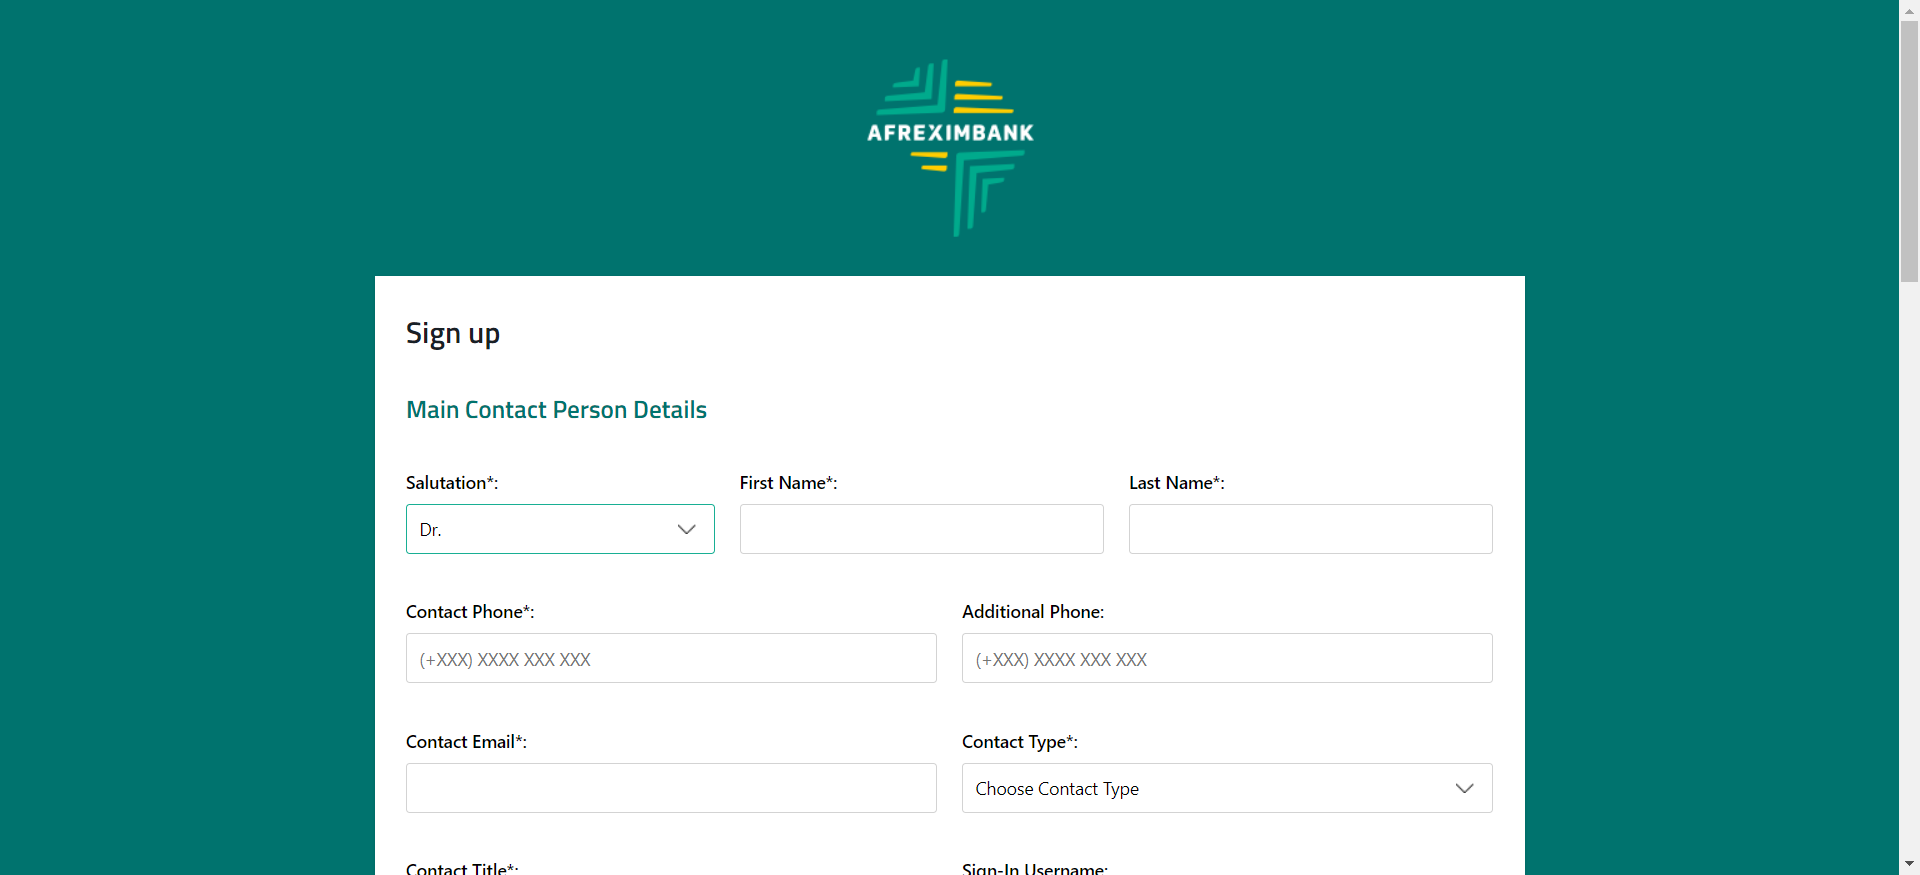 AFREXIMBANK
Sign up
Main Contact Person Details
Salutation*: First Name*: Last Name*:
Dr.
Contact Phone*: Additional Phone:
(+XXX) XXXX XXX XXX (+XXX) XXXX XXX XXX
Contact Email*: Contact Type*:
Choose Contact Type
Contact Title*: Sign-In Username: